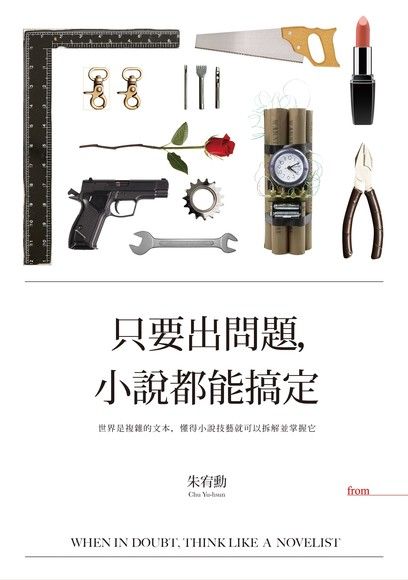 只要出問題,
小說都能搞定
世界是複雜的文本，懂得小說技藝就可以拆解並掌握它
朱宥勳
Chu Yu-hsun
from
WHEN IN DOUBT, THINK LIKE A NOVELIST